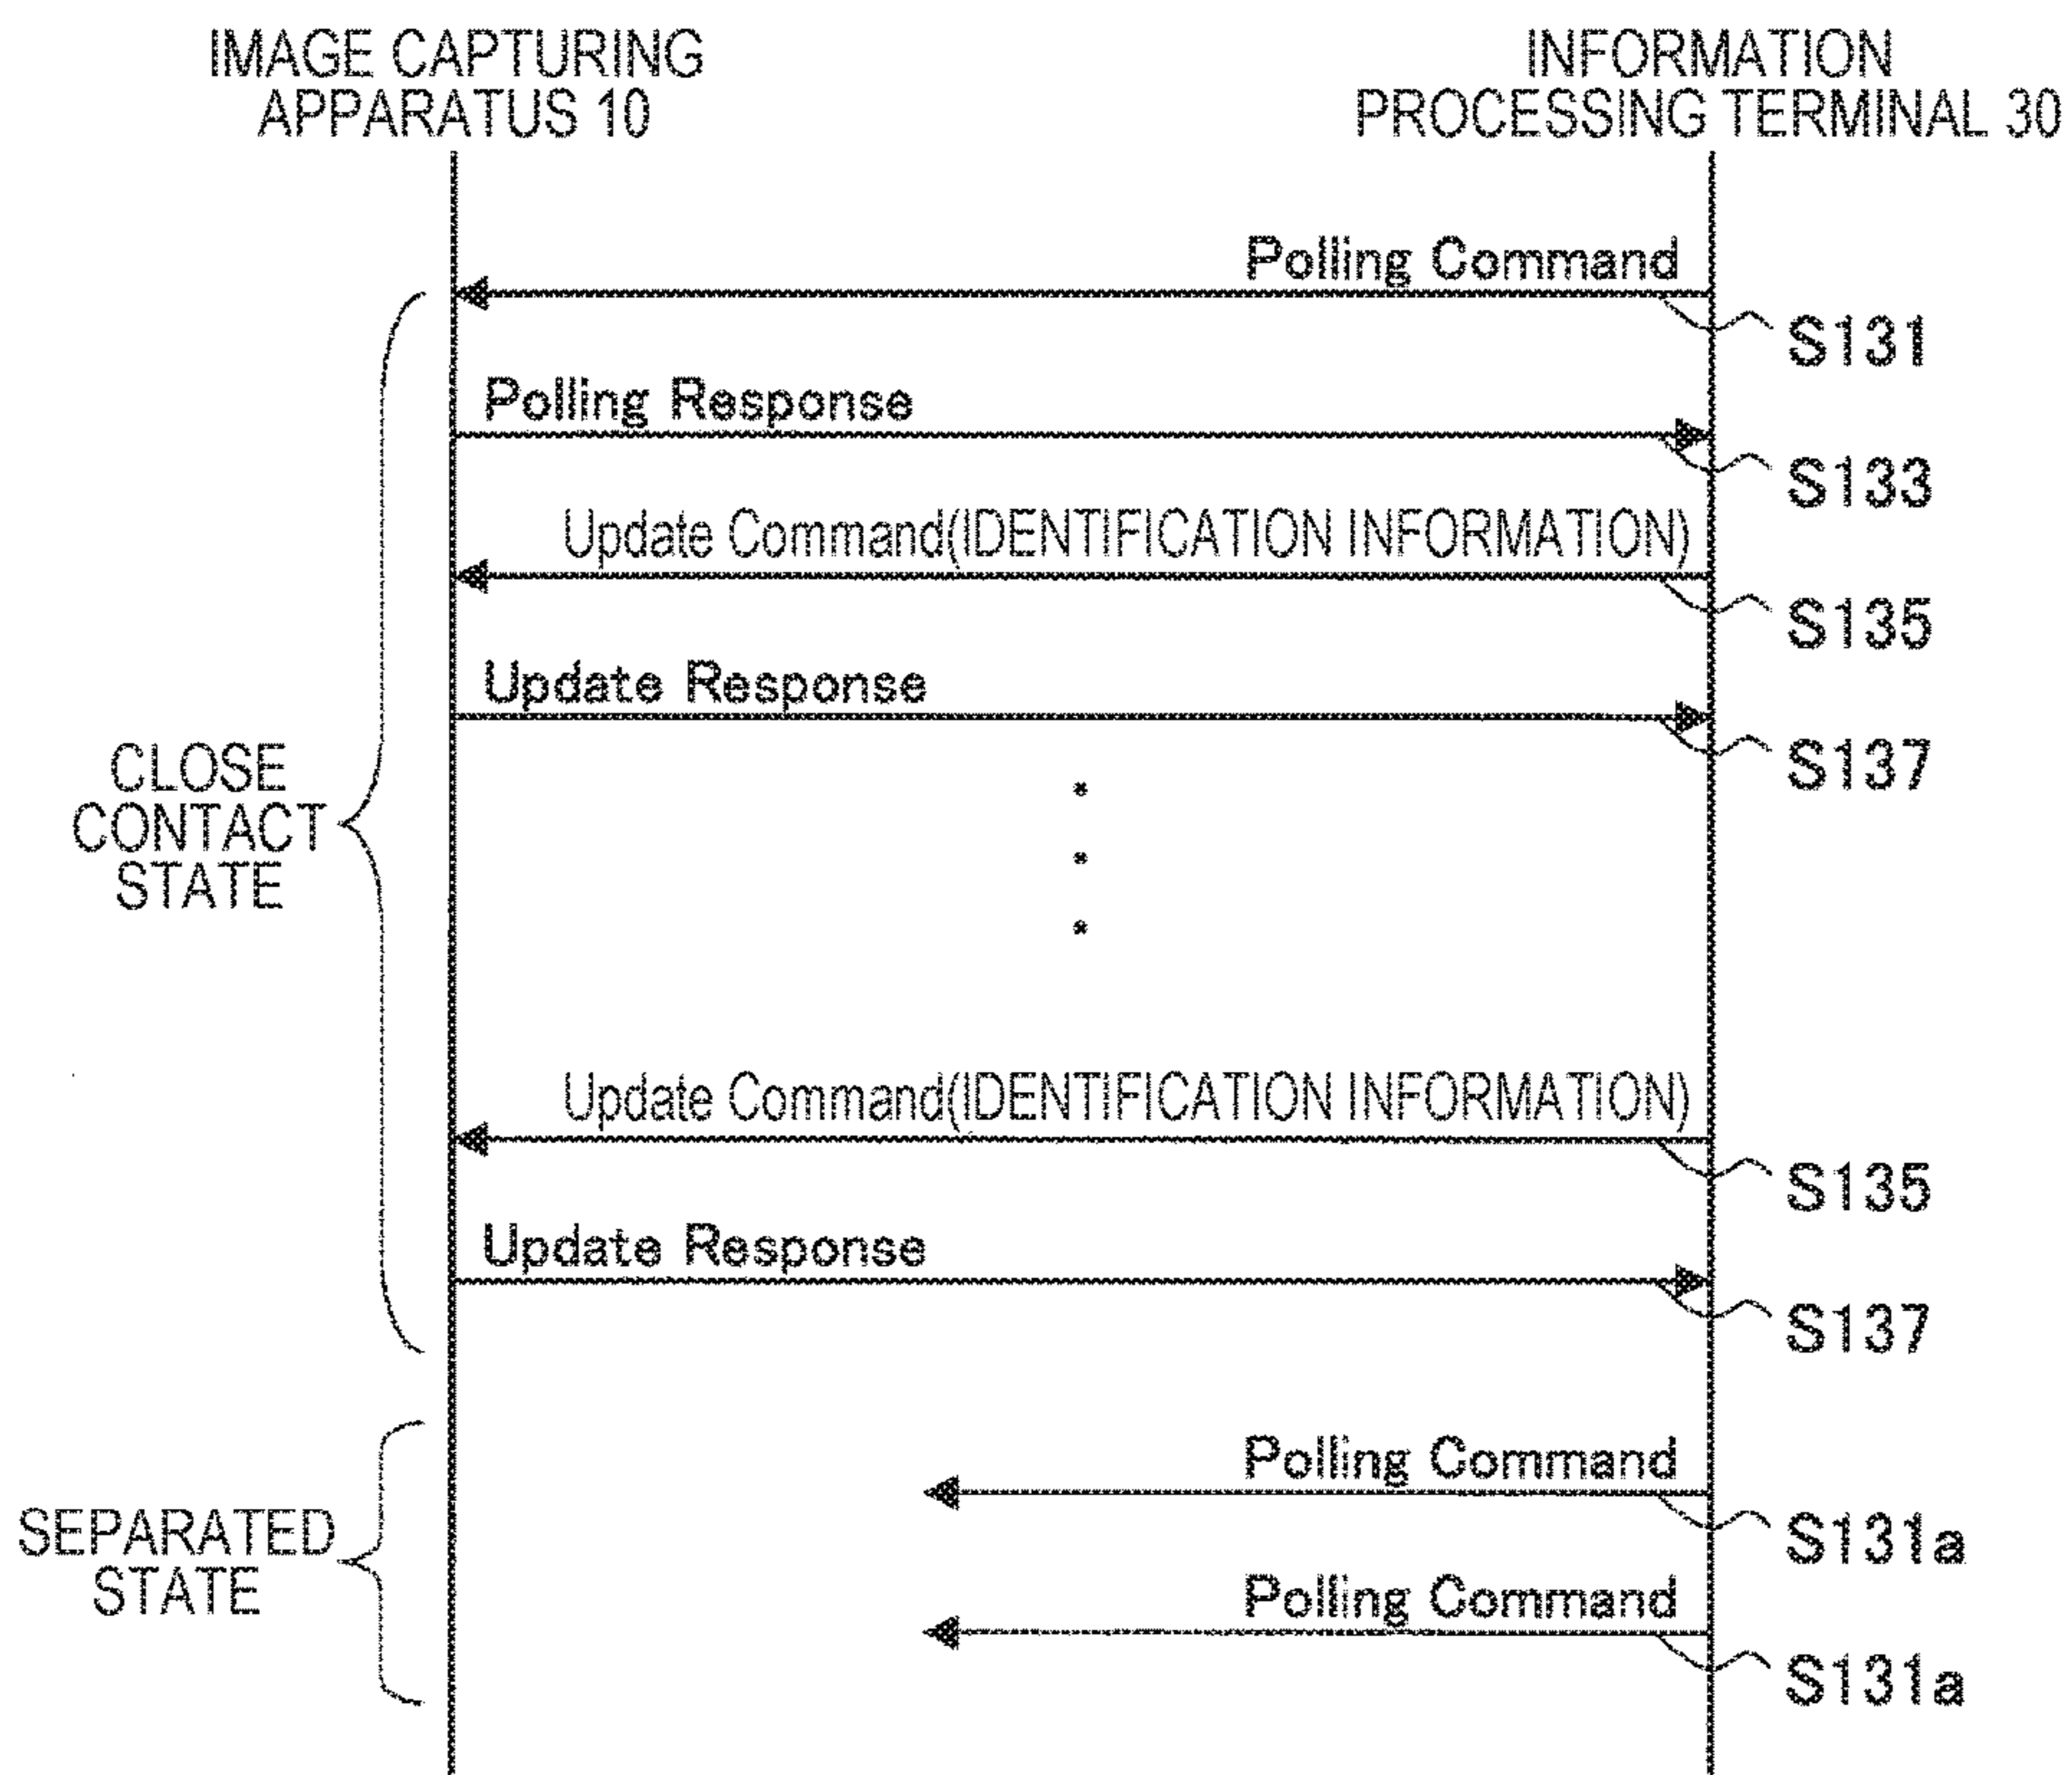 IMAGE CAPTURING
APPARATUS 10
INFORMATION
PROCESSING TERMINAL 30
Polling Command
S131
Polling Response
S133
Update Command(IDENTIFICATION INFORMATION)
S135
Update Response
S137
CLOSE
CONTACT
STATE
Update Command(IDENTIFICATION INFORMATION)
S135
Update Response
S137
Polling Command
S131a
SEPARATED
STATE
Polling Command
S131a